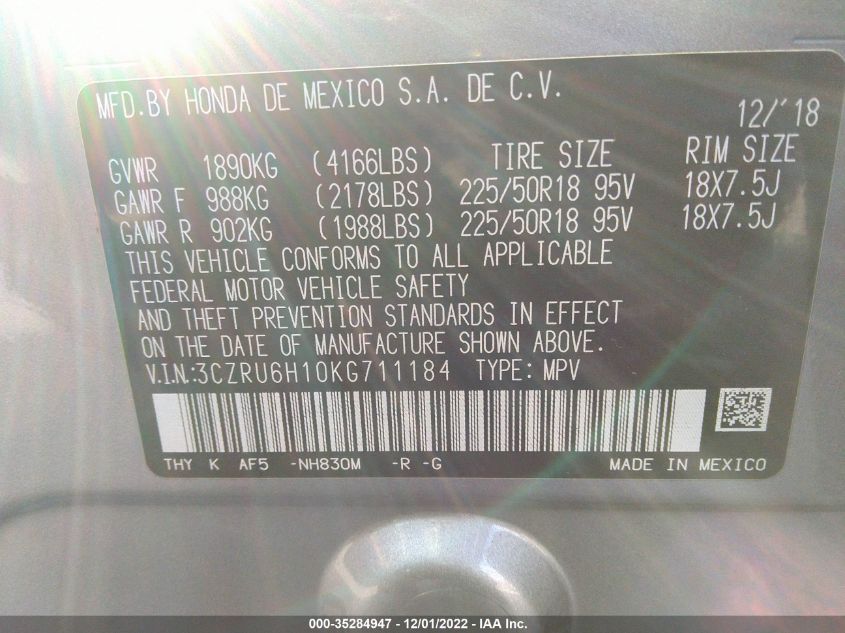 MFD.BY HONDA DE MEXICO S.A. DE C.V.
12/'18
GVWR 1890KG (4166LBS) TIRE SIZE RIM SIZE
GAWR F 988KG (2178LBS) 225/50R18 95V 18X7.5J
GAWR R 902KG (1988LBS) 225/50R18 95V 18X7.5J
THIS VEHICLE CONFORMS TO ALL APPLICABLE
FEDERAL MOTOR VEHICLE SAFETY
AND THEFT PREVENTION STANDARDS IN EFFECT
ON THE DATE OF MANUFACTURE SHOWN ABOVE.
V.I.N.:3CZRU6H10KG711184 TYPE: MPV
THY K AF5 -NH830M -R -G MADE IN MEXICO
000-35284947 - 12/01/2022 - IAA Inc.